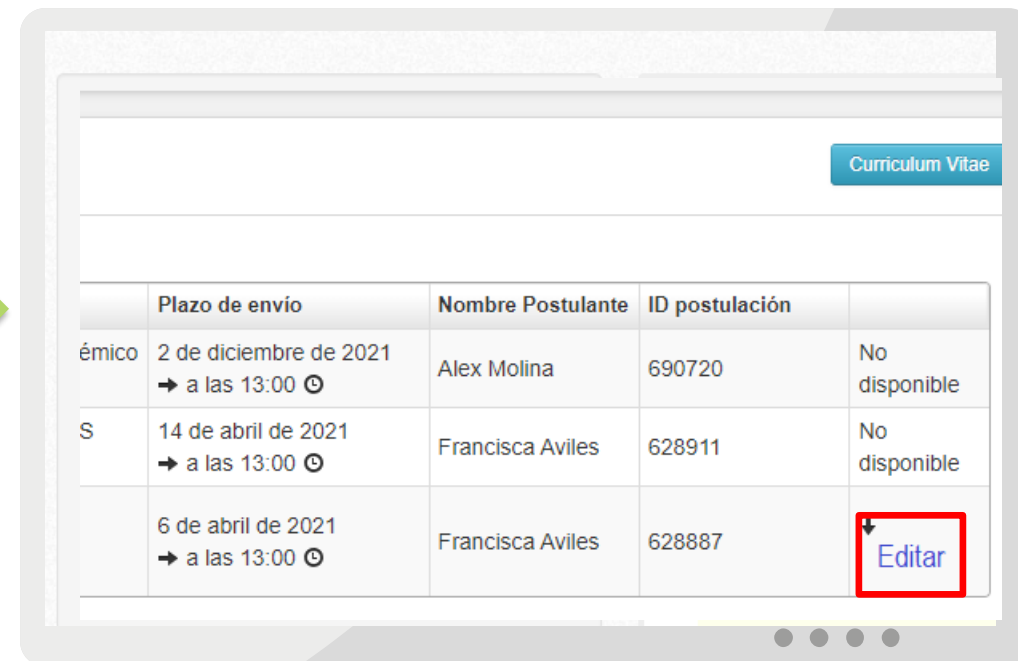 Curriculum Vitae
Plazo de envío Nombre Postulante ID postulación
émico 2 de diciembre de 2021 Alex Molina 690720 No
→ a las 13:00 disponible
S 14 de abril de 2021 Francisca Aviles 628911 No
→ a las 13:00 disponible
6 de abril de 2021 Francisca Aviles 628887 Editar
→ a las 13:00